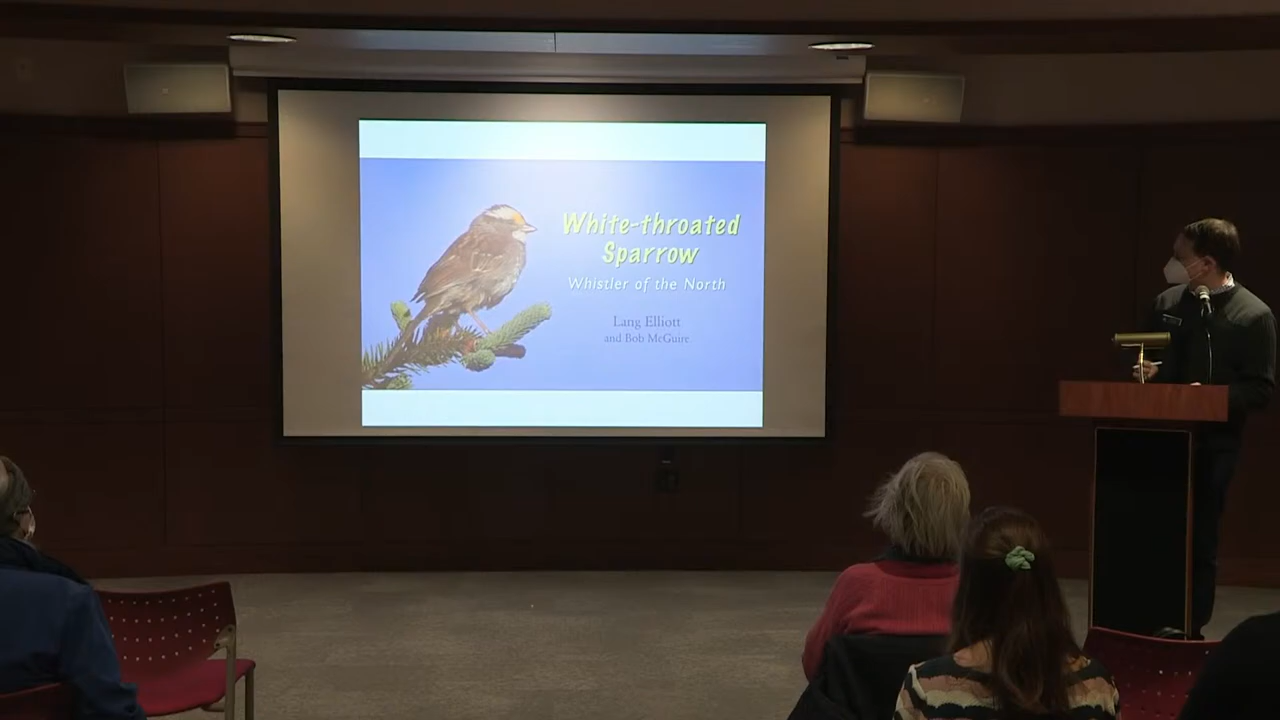 White-throated
Sparrow
Whistler of the North
Lang Elliott
and Bob McGuire